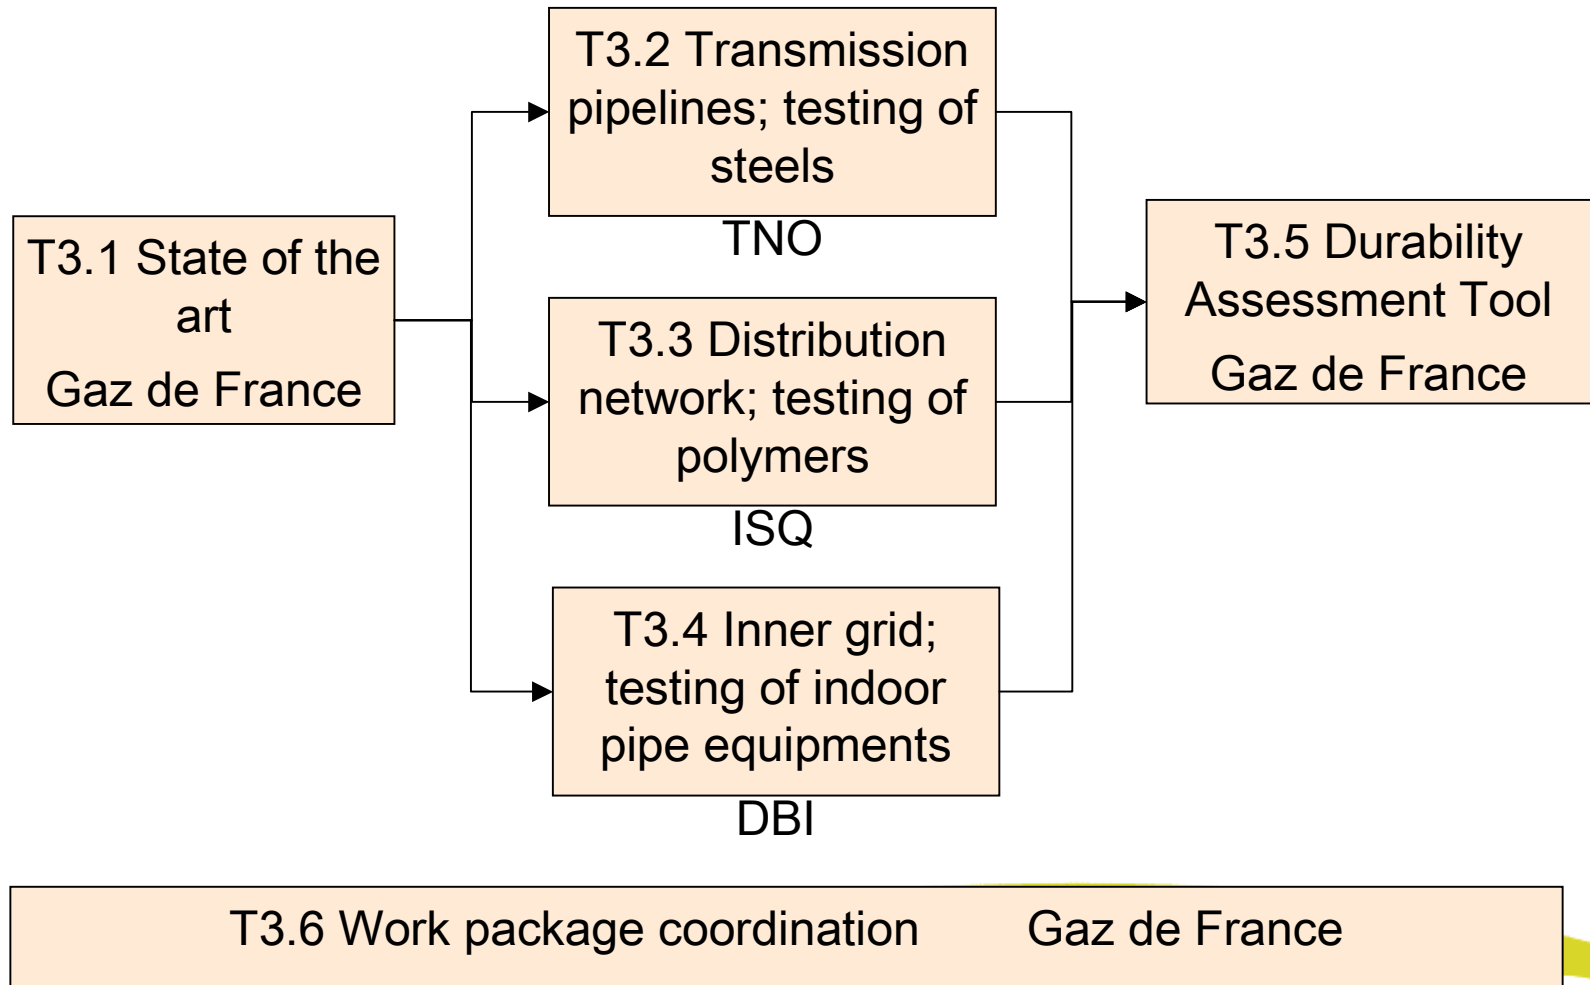 T3.1 State of the
art
Gaz de France
T3.2 Transmission
pipelines; testing of
steels
TNO
T3.3 Distribution
network; testing of
polymers
ISQ
T3.4 Inner grid;
testing of indoor
pipe equipments
DBI
T3.5 Durability
Assessment Tool
Gaz de France
T3.6 Work package coordination Gaz de France